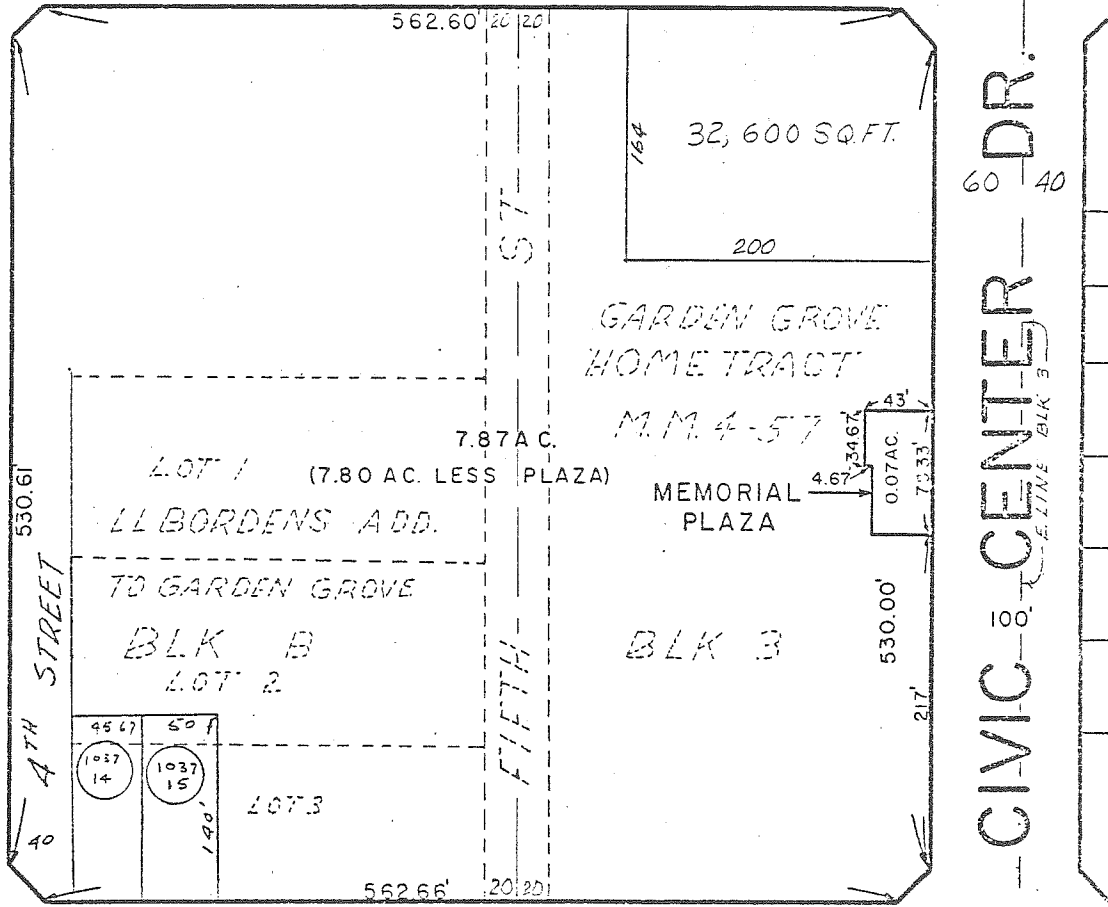 562.60' 20 20
32,600 SQ.FT.
164
200
60 40
CIVIC CENTER DR.
E. LINE BLK 3
100'
FIFTH ST
GARDEN GROVE
HOME TRACT
M.M. 4-57
43'
34.67'
4.67
0.07 AC.
MEMORIAL
PLAZA
7.87 AC.
(7.80 AC. LESS PLAZA)
LOT 1
LL BORDENS ADD.
TO GARDEN GROVE
BLK B
LOT 2
BLK 3
530.61'
530.00'
217'
4TH STREET
45 67
50
1037
14
1037
15
140'
LOT 3
40
562.66' 20 20